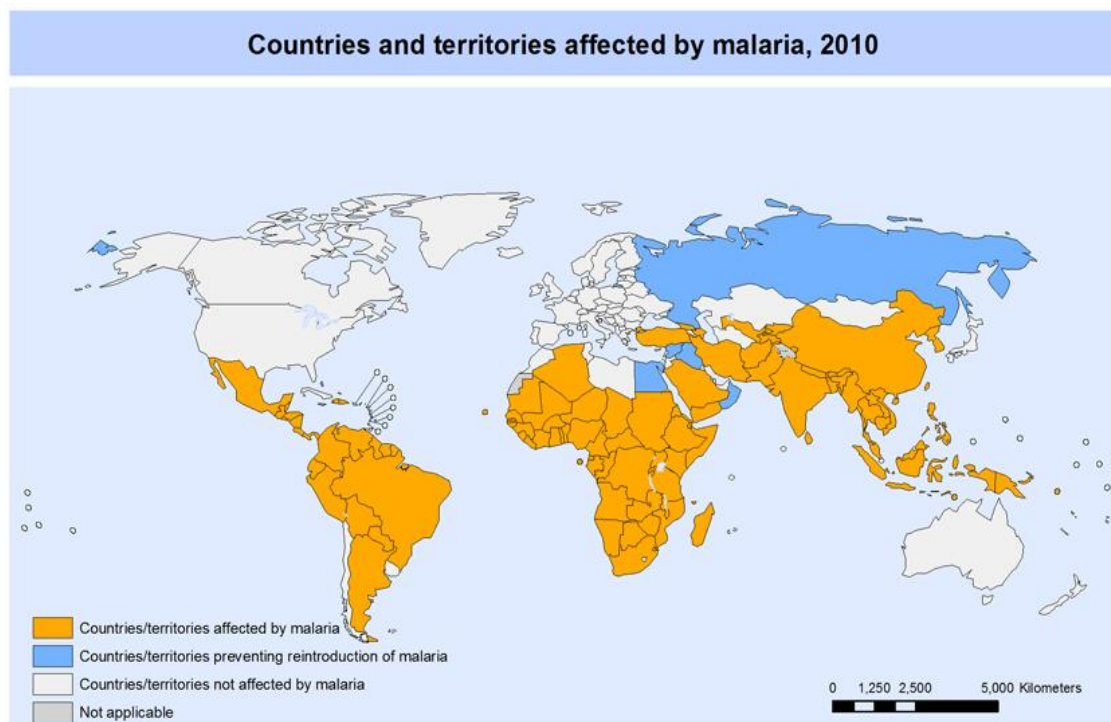 Countries and territories affected by malaria, 2010
Countries/territories affected by malaria
Countries/territories preventing reintroduction of malaria
Countries/territories not affected by malaria
Not applicable
0 1,250 2,500 5,000 Kilometers